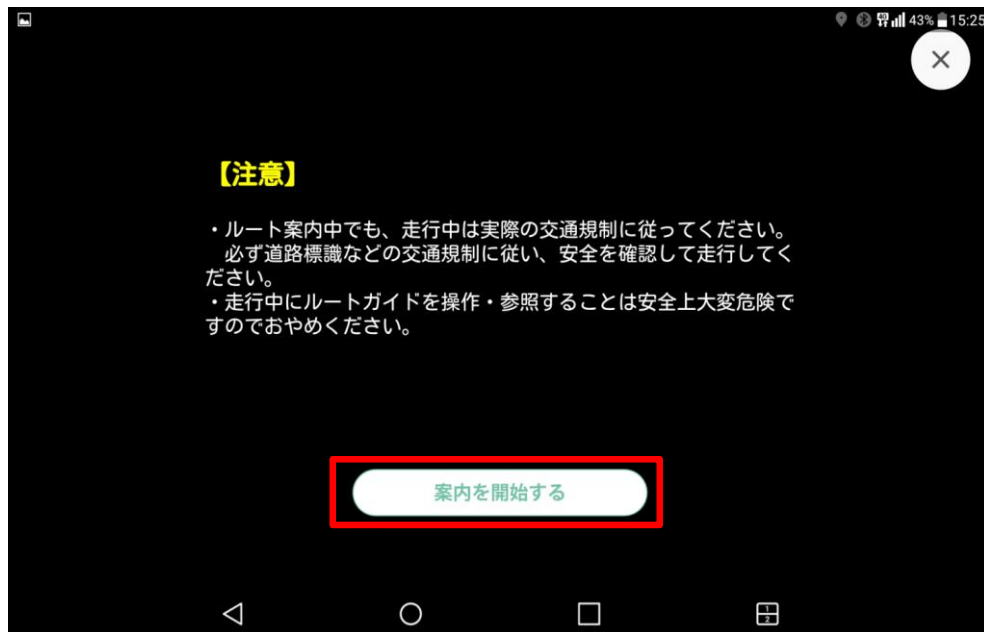 43% 15:25
【注意】
・ルート案内中でも、走行中は実際の交通規制に従ってください。
　必ず道路標識などの交通規制に従い、安全を確認して走行してく
ださい。
・走行中にルートガイドを操作・参照することは安全上大変危険で
すのでおやめください。
案内を開始する
1
2